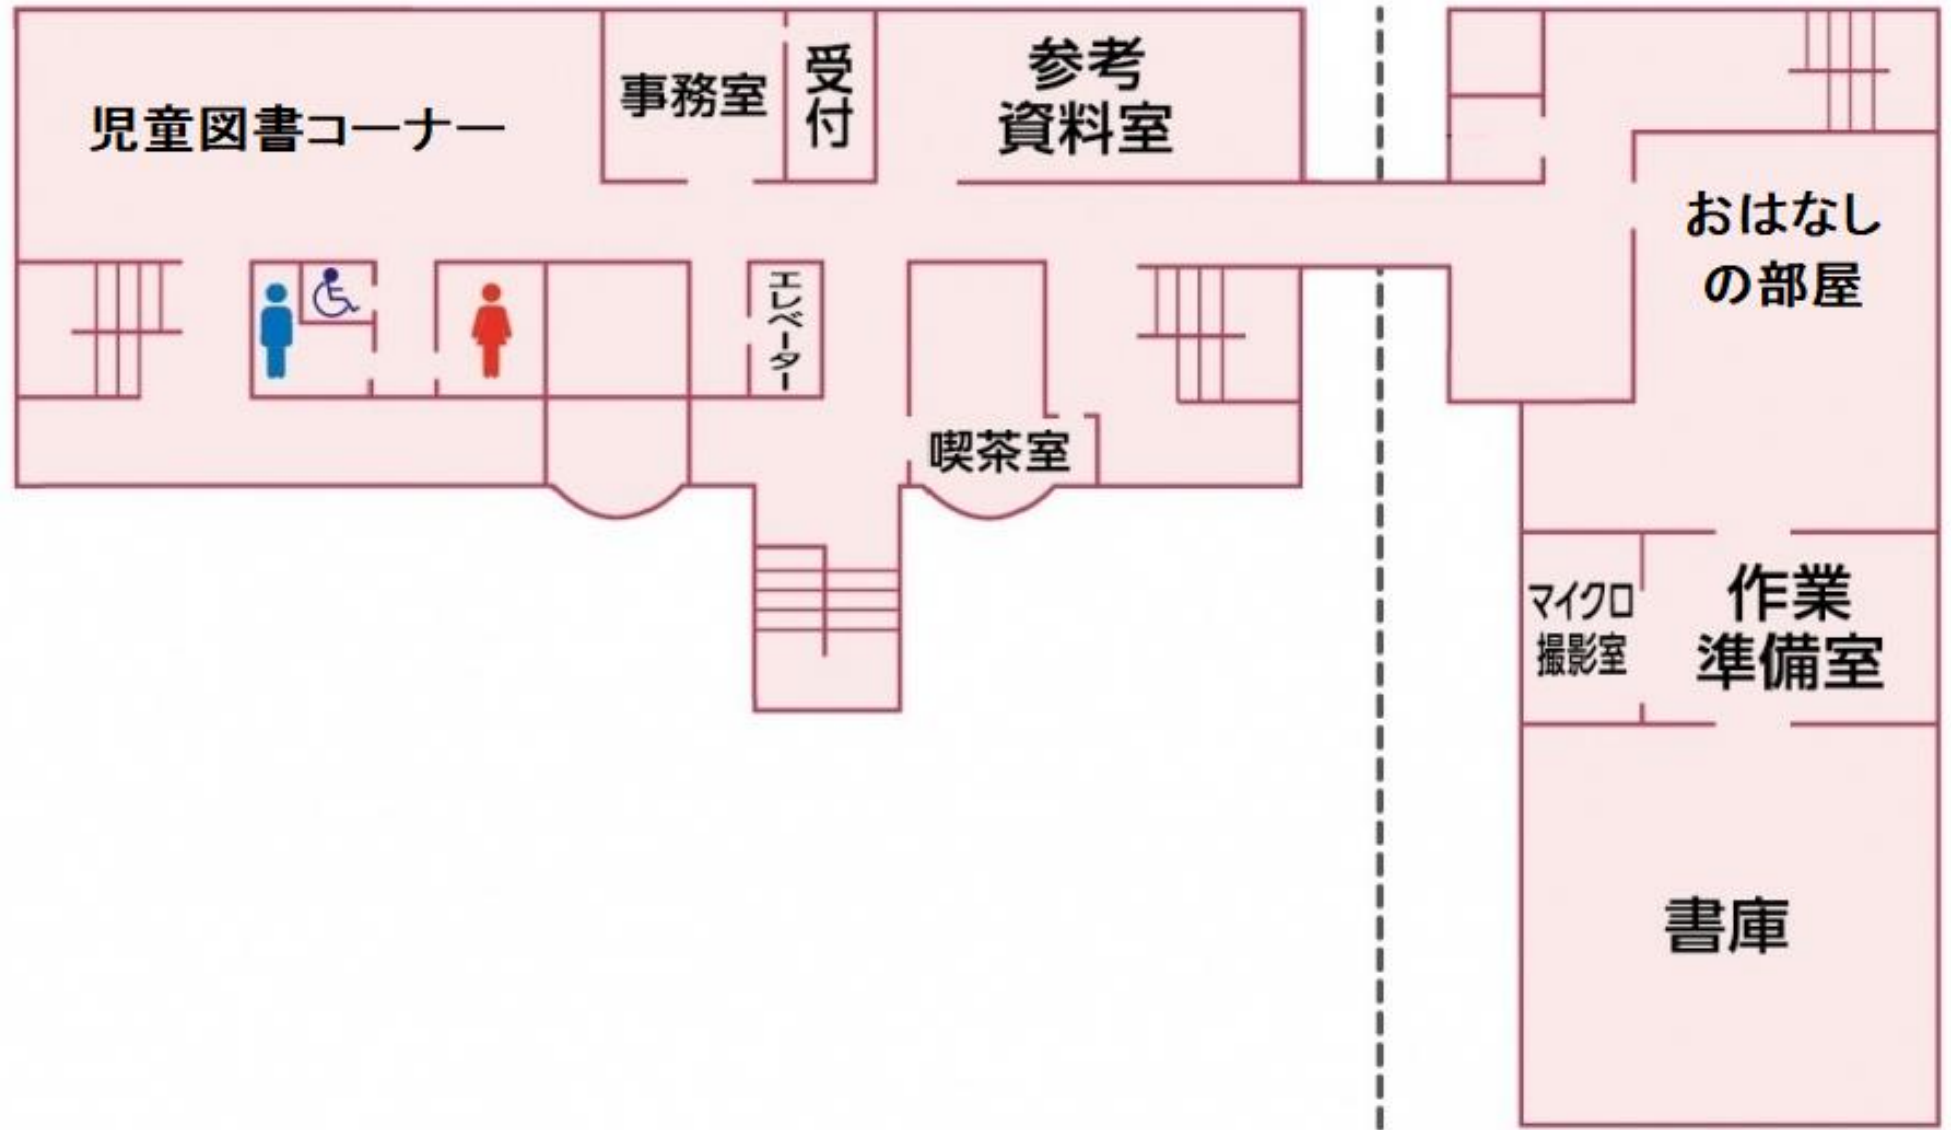 児童図書コーナー
事務室
受付
参考
資料室
エレベーター
喫茶室
おはなし
の部屋
マイクロ
撮影室
作業
準備室
書庫